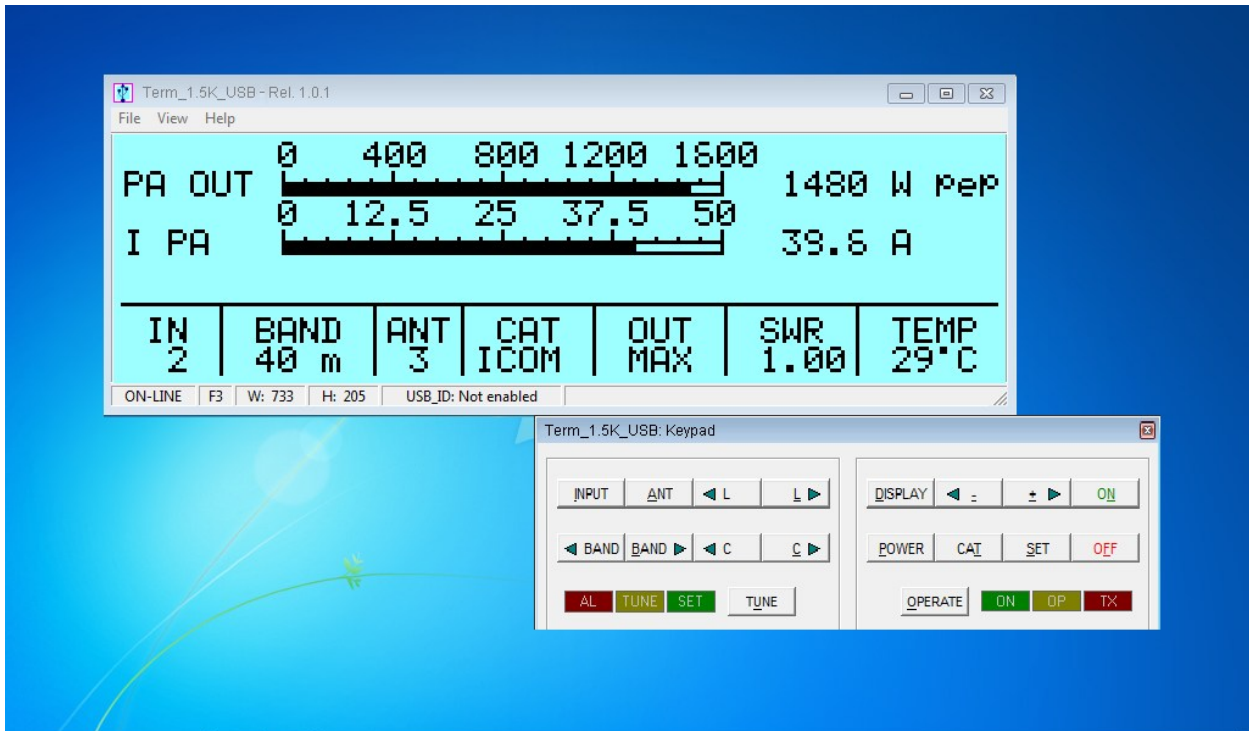 Term_1.5K_USB - Rel. 1.0.1
File View Help
0 400 800 1200 1600
PA OUT 1480 W pep
0 12.5 25 37.5 50
I PA 39.6 A
IN BAND ANT CAT OUT SWR TEMP
2 40 m 3 ICOM MAX 1.00 29°C
ON-LINE F3 W: 733 H: 205 USB_ID: Not enabled
Term_1.5K_USB: Keypad
INPUT ANT ◄ L L ► DISPLAY ◄ - + ► ON
◄ BAND BAND ► ◄ C C ► POWER CAT SET OFF
AL TUNE SET TUNE OPERATE ON OP TX